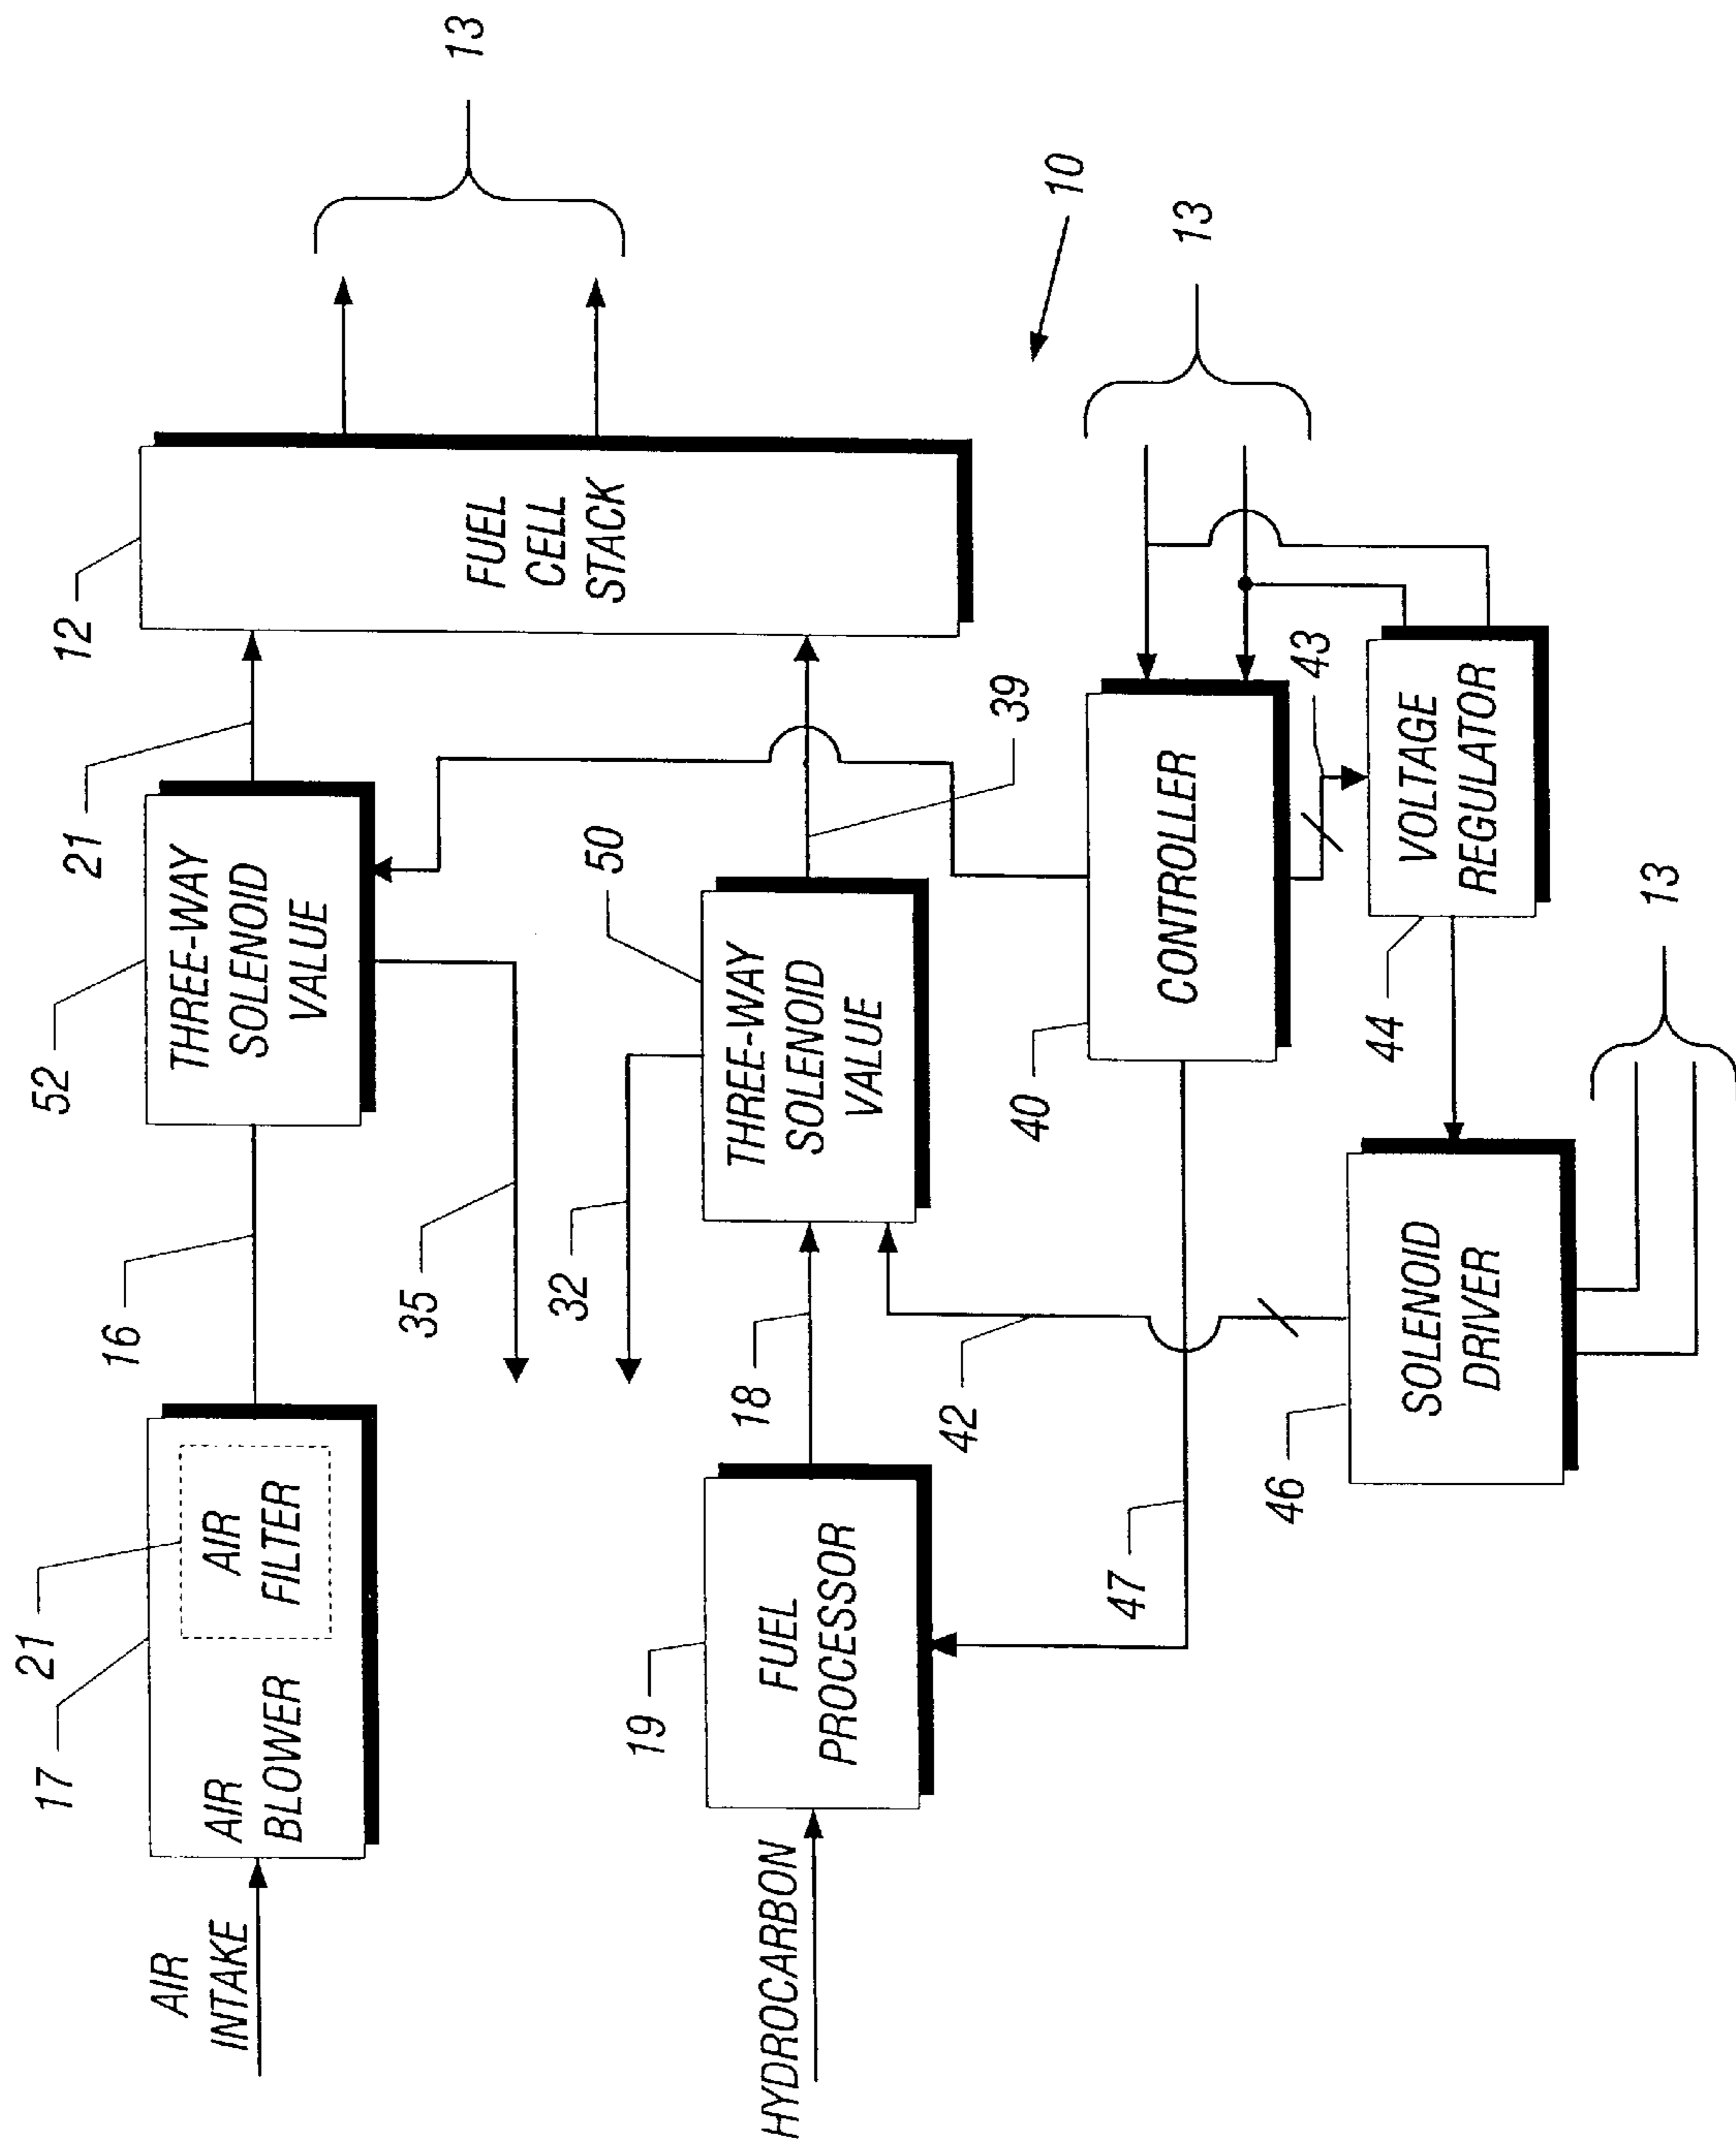 17
21
52
21
12
13
AIR
INTAKE
AIR
BLOWER
AIR
FILTER
16
THREE-WAY
SOLENOID
VALUE
FUEL
CELL
STACK
35
32
50
19
HYDROCARBON
FUEL
PROCESSOR
18
THREE-WAY
SOLENOID
VALUE
39
10
42
40
47
CONTROLLER
13
43
46
SOLENOID
DRIVER
44
VOLTAGE
REGULATOR
13